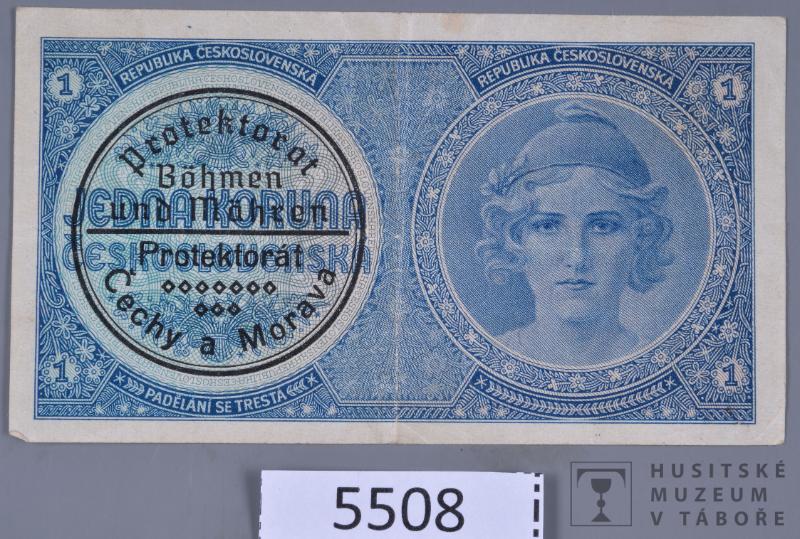 1
REPUBLIKA ČESKOSLOVENSKÁ
REPUBLIKA ČESKOSLOVENSKÁ
1
Protektorat
Böhmen
JEDNA KORUNA
und Mähren
Protektorát
ČESKOSLOVENSKÁ
Čechy a Morava
1
PADĚLÁNÍ SE TRESTÁ
1
5508
HUSITSKÉ
MUZEUM
V TÁBOŘE